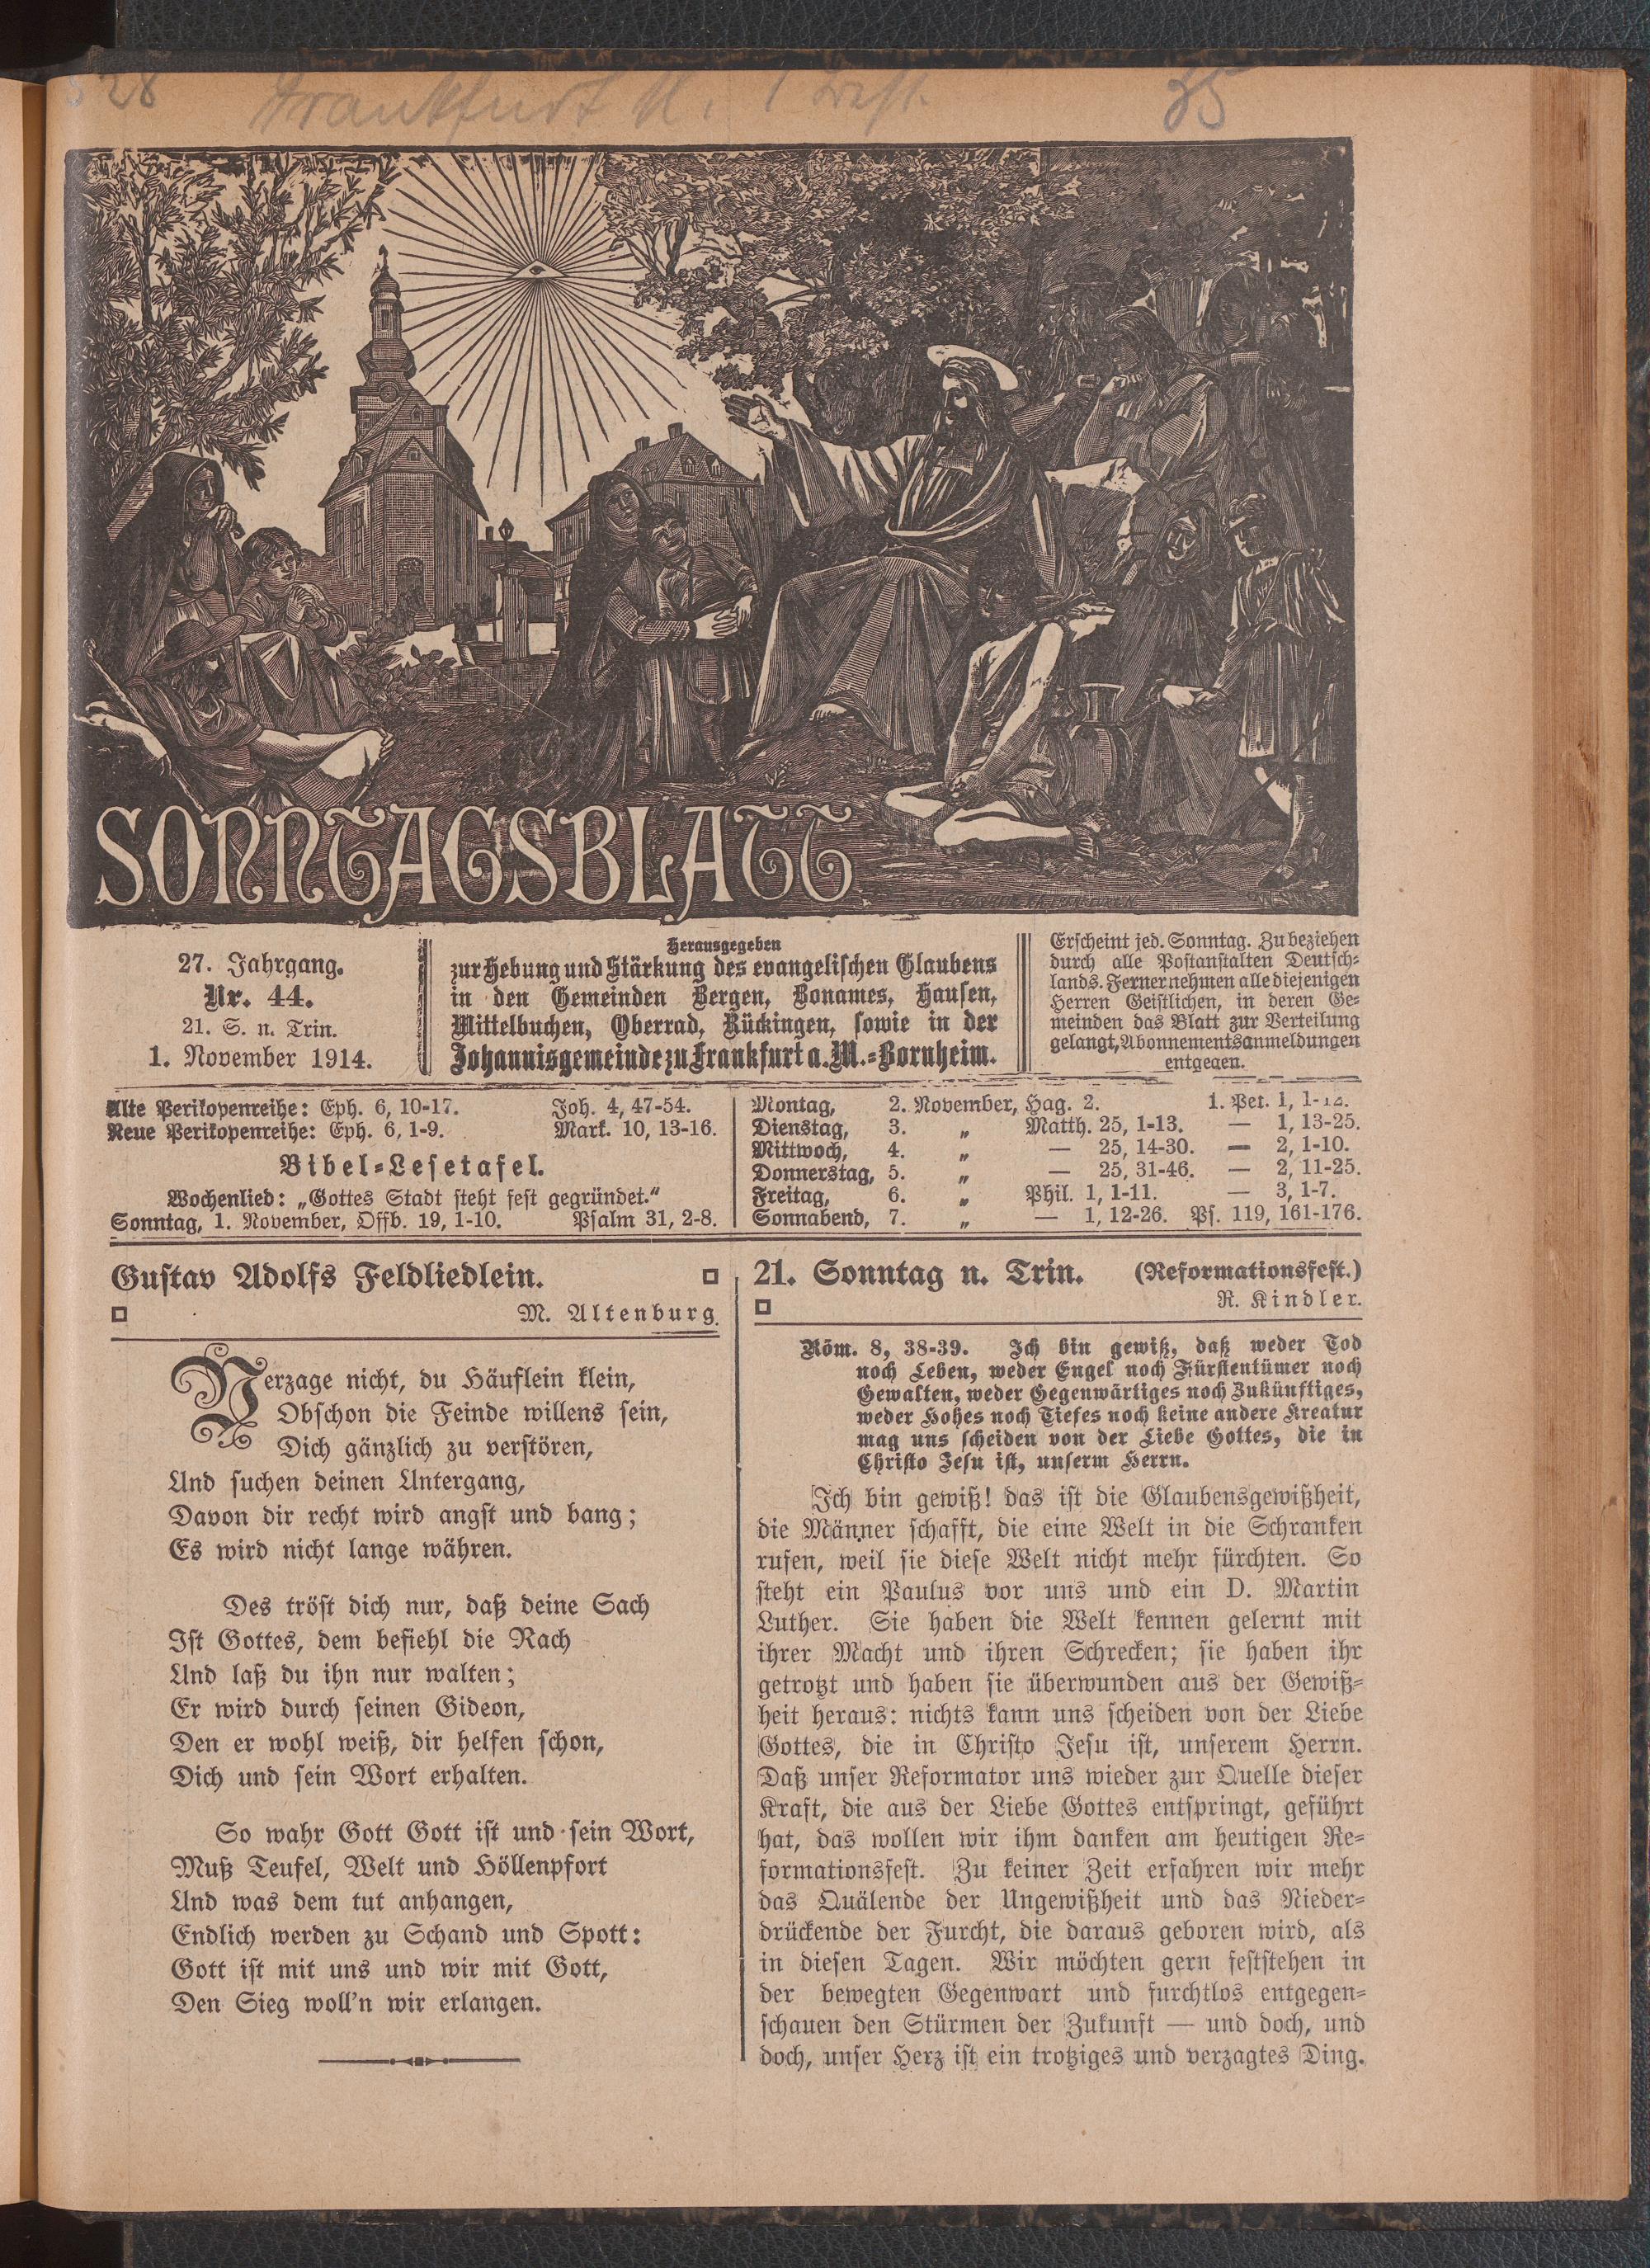 28 Frankfurt M. 35
SONNTAGSBLATT
27. Jahrgang.
Nr. 44.
21. S. n. Trin.
1. November 1914.
Herausgegeben
zur Hebung und Stärkung des evangelischen Glaubens
in den Gemeinden Bergen, Bonames, Hausen,
Mittelbuchen, Oberrad, Rückingen, sowie in der
Johannisgemeinde zu Frankfurt a. M.-Bornheim.
Erscheint jed. Sonntag. Zu beziehen
durch alle Postanstalten Deutsch-
lands. Ferner nehmen alle diejenigen
Herren Geistlichen, in deren Ge-
meinden das Blatt zur Verteilung
gelangt, Abonnementsanmeldungen
entgegen.
Alte Perikopenreihe: Eph. 6, 10-17. Joh. 4, 47-54.
Neue Perikopenreihe: Eph. 6, 1-9. Mark. 10, 13-16.
Bibel-Lesetafel.
Wochenlied: „Gottes Stadt steht fest gegründet.“
Sonntag, 1. November, Offb. 19, 1-10. Psalm 31, 2-8.
Montag, 2. November, Hag. 2. 1. Pet. 1, 1-12.
Dienstag, 3. „ Matth. 25, 1-13. — 1, 13-25.
Mittwoch, 4. „ — 25, 14-30. — 2, 1-10.
Donnerstag, 5. „ — 25, 31-46. — 2, 11-25.
Freitag, 6. „ Phil. 1, 1-11. — 3, 1-7.
Sonnabend, 7. „ — 1, 12-26. Ps. 119, 161-176.
Gustav Adolfs Feldliedlein.
M. Altenburg.
Verzage nicht, du Häuflein klein,
Obschon die Feinde willens sein,
Dich gänzlich zu verstören,
Und suchen deinen Untergang,
Davon dir recht wird angst und bang;
Es wird nicht lange währen.
Des tröst dich nur, daß deine Sach
Ist Gottes, dem befiehl die Rach
Und laß du ihn nur walten;
Er wird durch seinen Gideon,
Den er wohl weiß, dir helfen schon,
Dich und sein Wort erhalten.
So wahr Gott Gott ist und sein Wort,
Muß Teufel, Welt und Höllenpfort
Und was dem tut anhangen,
Endlich werden zu Schand und Spott:
Gott ist mit uns und wir mit Gott,
Den Sieg woll'n wir erlangen.
21. Sonntag n. Trin. (Reformationsfest.)
R. Kindler.
Röm. 8, 38-39. Ich bin gewiß, daß weder Tod
noch Leben, weder Engel noch Fürstentümer noch
Gewalten, weder Gegenwärtiges noch Zukünftiges,
weder Hohes noch Tiefes noch keine andere Kreatur
mag uns scheiden von der Liebe Gottes, die in
Christo Jesu ist, unserm Herrn.
Ich bin gewiß! das ist die Glaubensgewißheit,
die Männer schafft, die eine Welt in die Schranken
rufen, weil sie diese Welt nicht mehr fürchten. So
steht ein Paulus vor uns und ein D. Martin
Luther. Sie haben die Welt kennen gelernt mit
ihrer Macht und ihren Schrecken; sie haben ihr
getrotzt und haben sie überwunden aus der Gewiß-
heit heraus: nichts kann uns scheiden von der Liebe
Gottes, die in Christo Jesu ist, unserem Herrn.
Daß unser Reformator uns wieder zur Quelle dieser
Kraft, die aus der Liebe Gottes entspringt, geführt
hat, das wollen wir ihm danken am heutigen Re-
formationsfest. Zu keiner Zeit erfahren wir mehr
das Quälende der Ungewißheit und das Nieder-
drückende der Furcht, die daraus geboren wird, als
in diesen Tagen. Wir möchten gern feststehen in
der bewegten Gegenwart und furchtlos entgegen-
schauen den Stürmen der Zukunft — und doch, und
doch, unser Herz ist ein trotziges und verzagtes Ding.